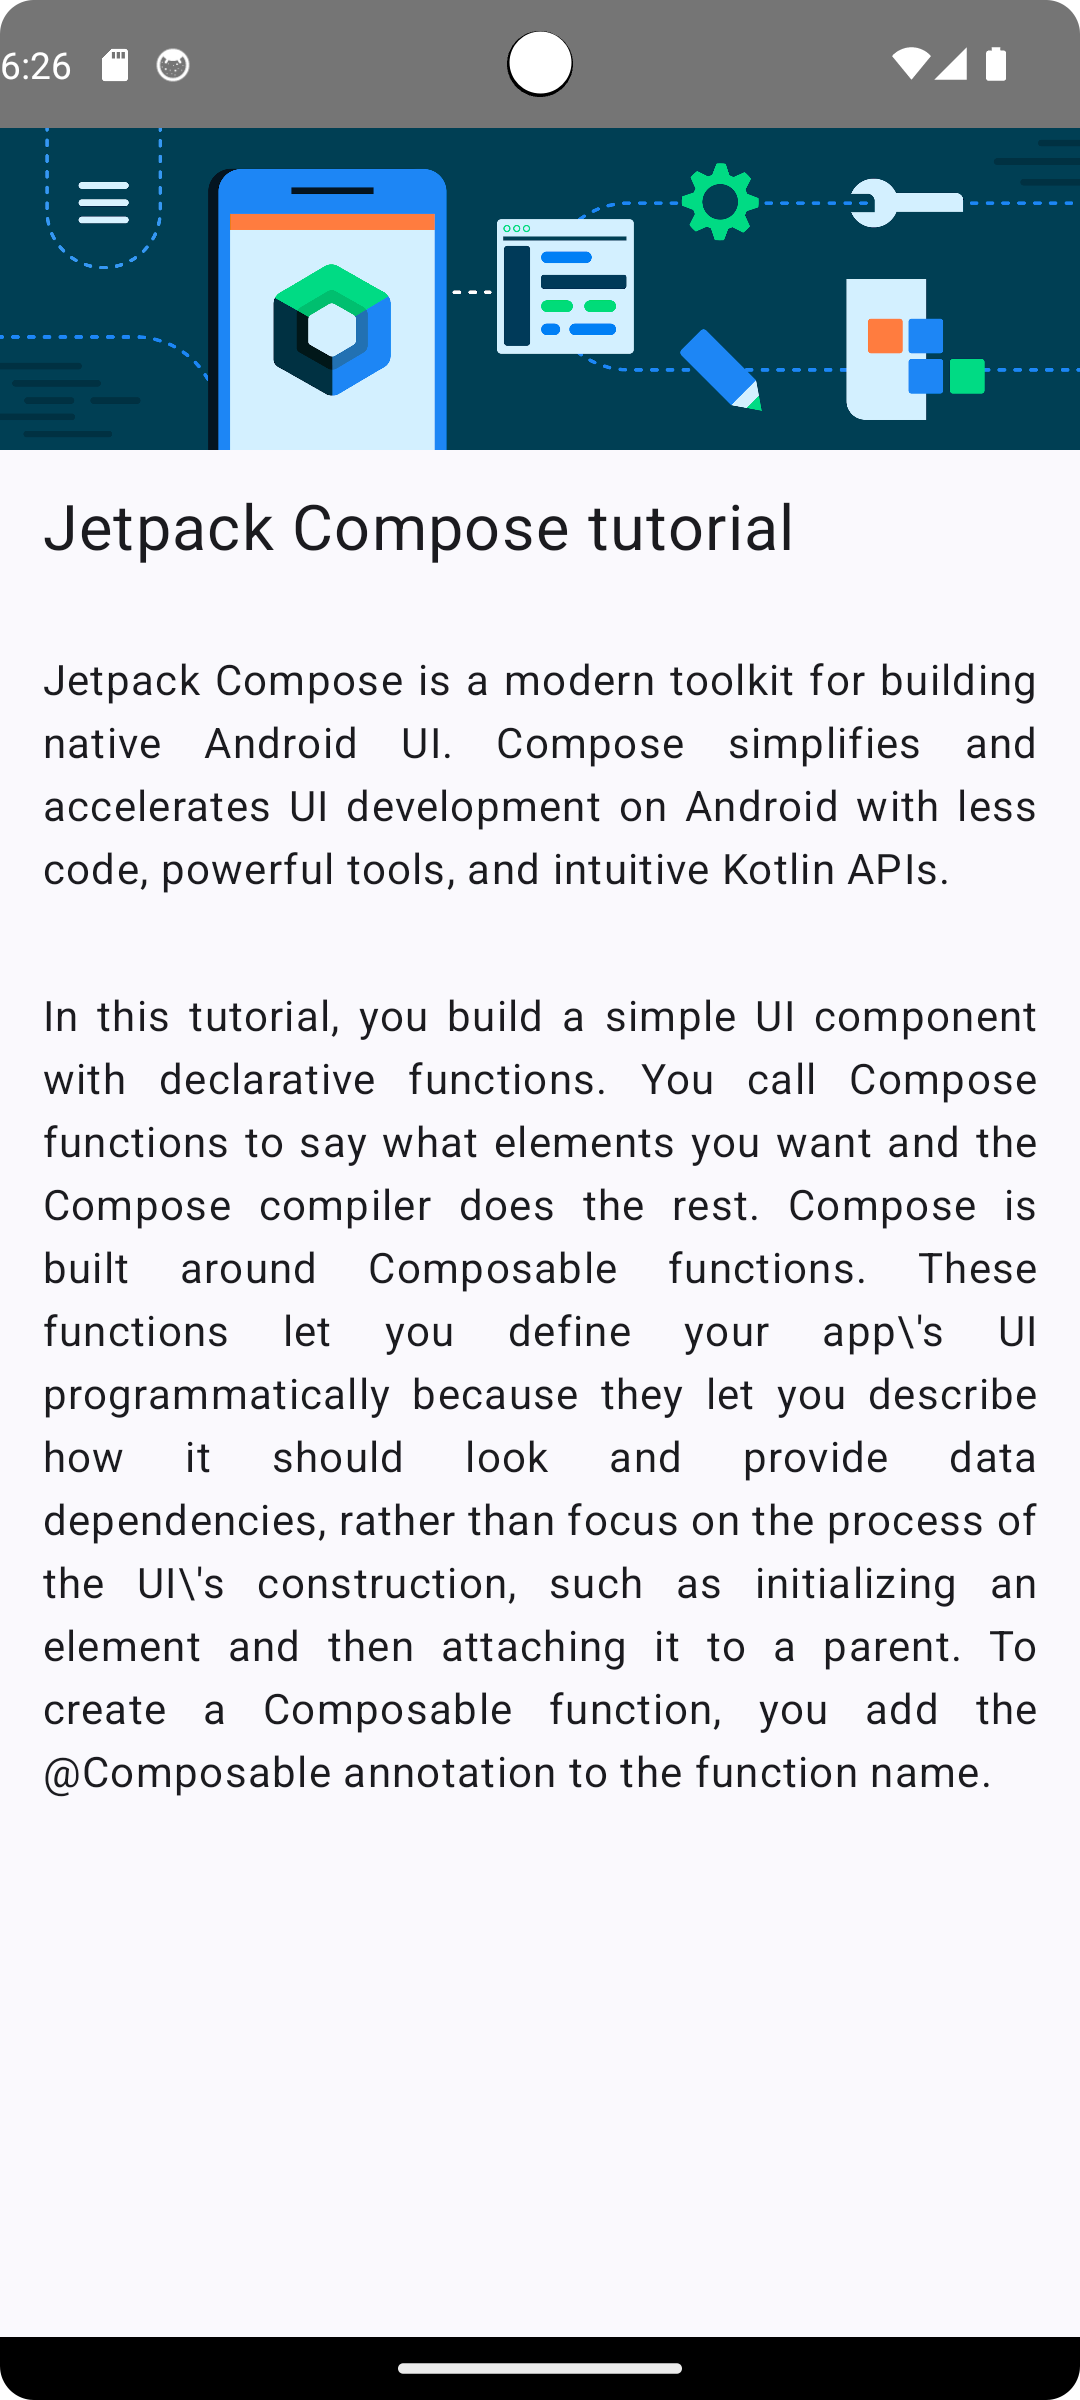 6:26
Jetpack Compose tutorial
Jetpack Compose is a modern toolkit for building
native Android UI. Compose simplifies and
accelerates UI development on Android with less
code, powerful tools, and intuitive Kotlin APIs.
In this tutorial, you build a simple UI component
with declarative functions. You call Compose
functions to say what elements you want and the
Compose compiler does the rest. Compose is
built around Composable functions. These
functions let you define your app\'s UI
programmatically because they let you describe
how it should look and provide data
dependencies, rather than focus on the process of
the UI\'s construction, such as initializing an
element and then attaching it to a parent. To
create a Composable function, you add the
@Composable annotation to the function name.